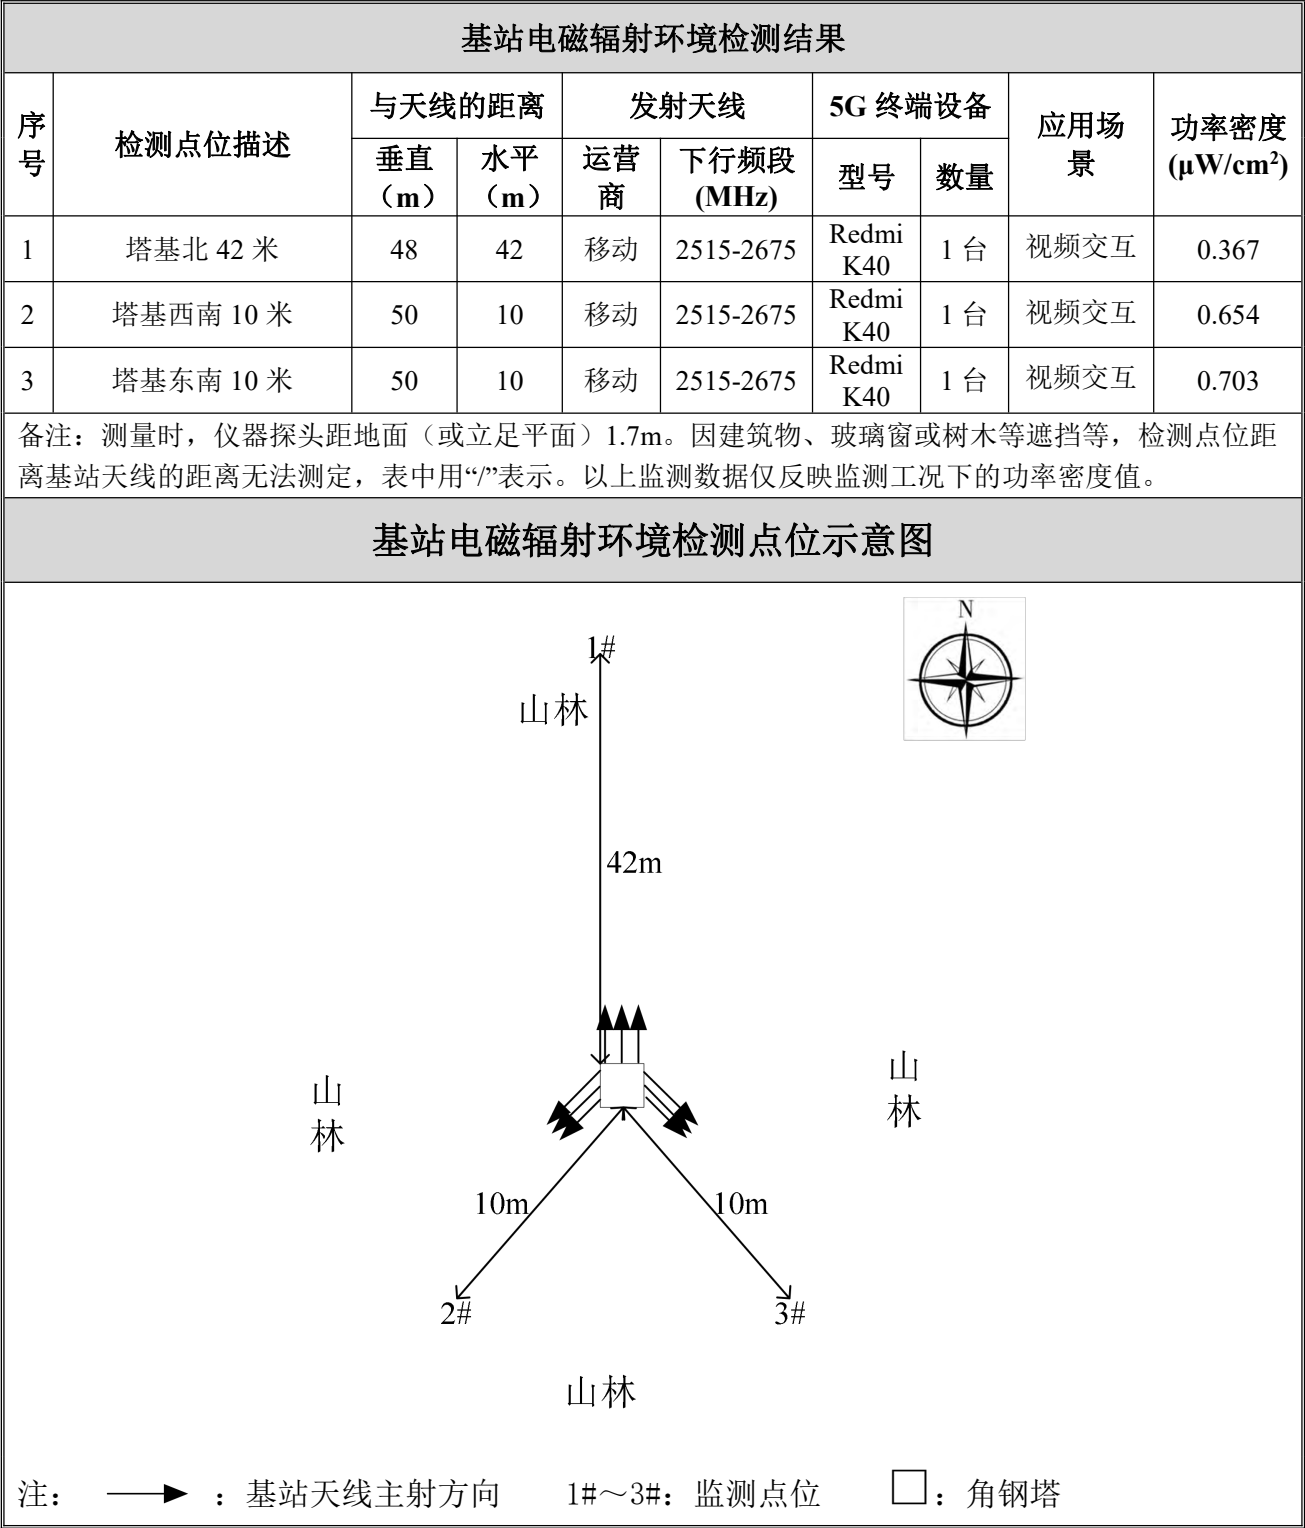 基站电磁辐射环境检测结果
序号 检测点位描述 与天线的距离 发射天线 5G 终端设备 应用场景 功率密度(μW/cm²)
垂直（m） 水平（m） 运营商 下行频段(MHz) 型号 数量
1 塔基北 42 米 48 42 移动 2515-2675 Redmi K40 1 台 视频交互 0.367
2 塔基西南 10 米 50 10 移动 2515-2675 Redmi K40 1 台 视频交互 0.654
3 塔基东南 10 米 50 10 移动 2515-2675 Redmi K40 1 台 视频交互 0.703
备注：测量时，仪器探头距地面（或立足平面）1.7m。因建筑物、玻璃窗或树木等遮挡等，检测点位距
离基站天线的距离无法测定，表中用“/”表示。以上监测数据仅反映监测工况下的功率密度值。
基站电磁辐射环境检测点位示意图
N
1#
山林
42m
山林
山林
10m
10m
2#
3#
山林
注： ：基站天线主射方向 1#～3#：监测点位 ：角钢塔